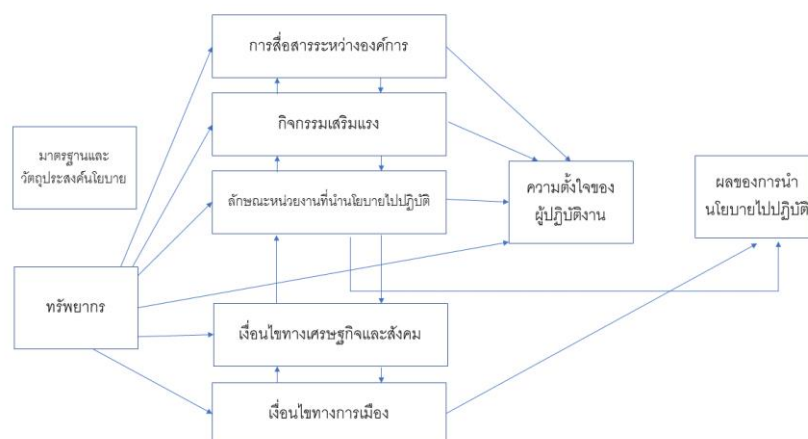 การสื่อสารระหว่างองค์การ
กิจกรรมเสริมแรง
มาตรฐานและ
วัตถุประสงค์นโยบาย
ลักษณะหน่วยงานที่นำนโยบายไปปฏิบัติ
ความตั้งใจของ
ผู้ปฏิบัติงาน
ผลของการนำ
นโยบายไปปฏิบัติ
ทรัพยากร
เงื่อนไขทางเศรษฐกิจและสังคม
เงื่อนไขทางการเมือง